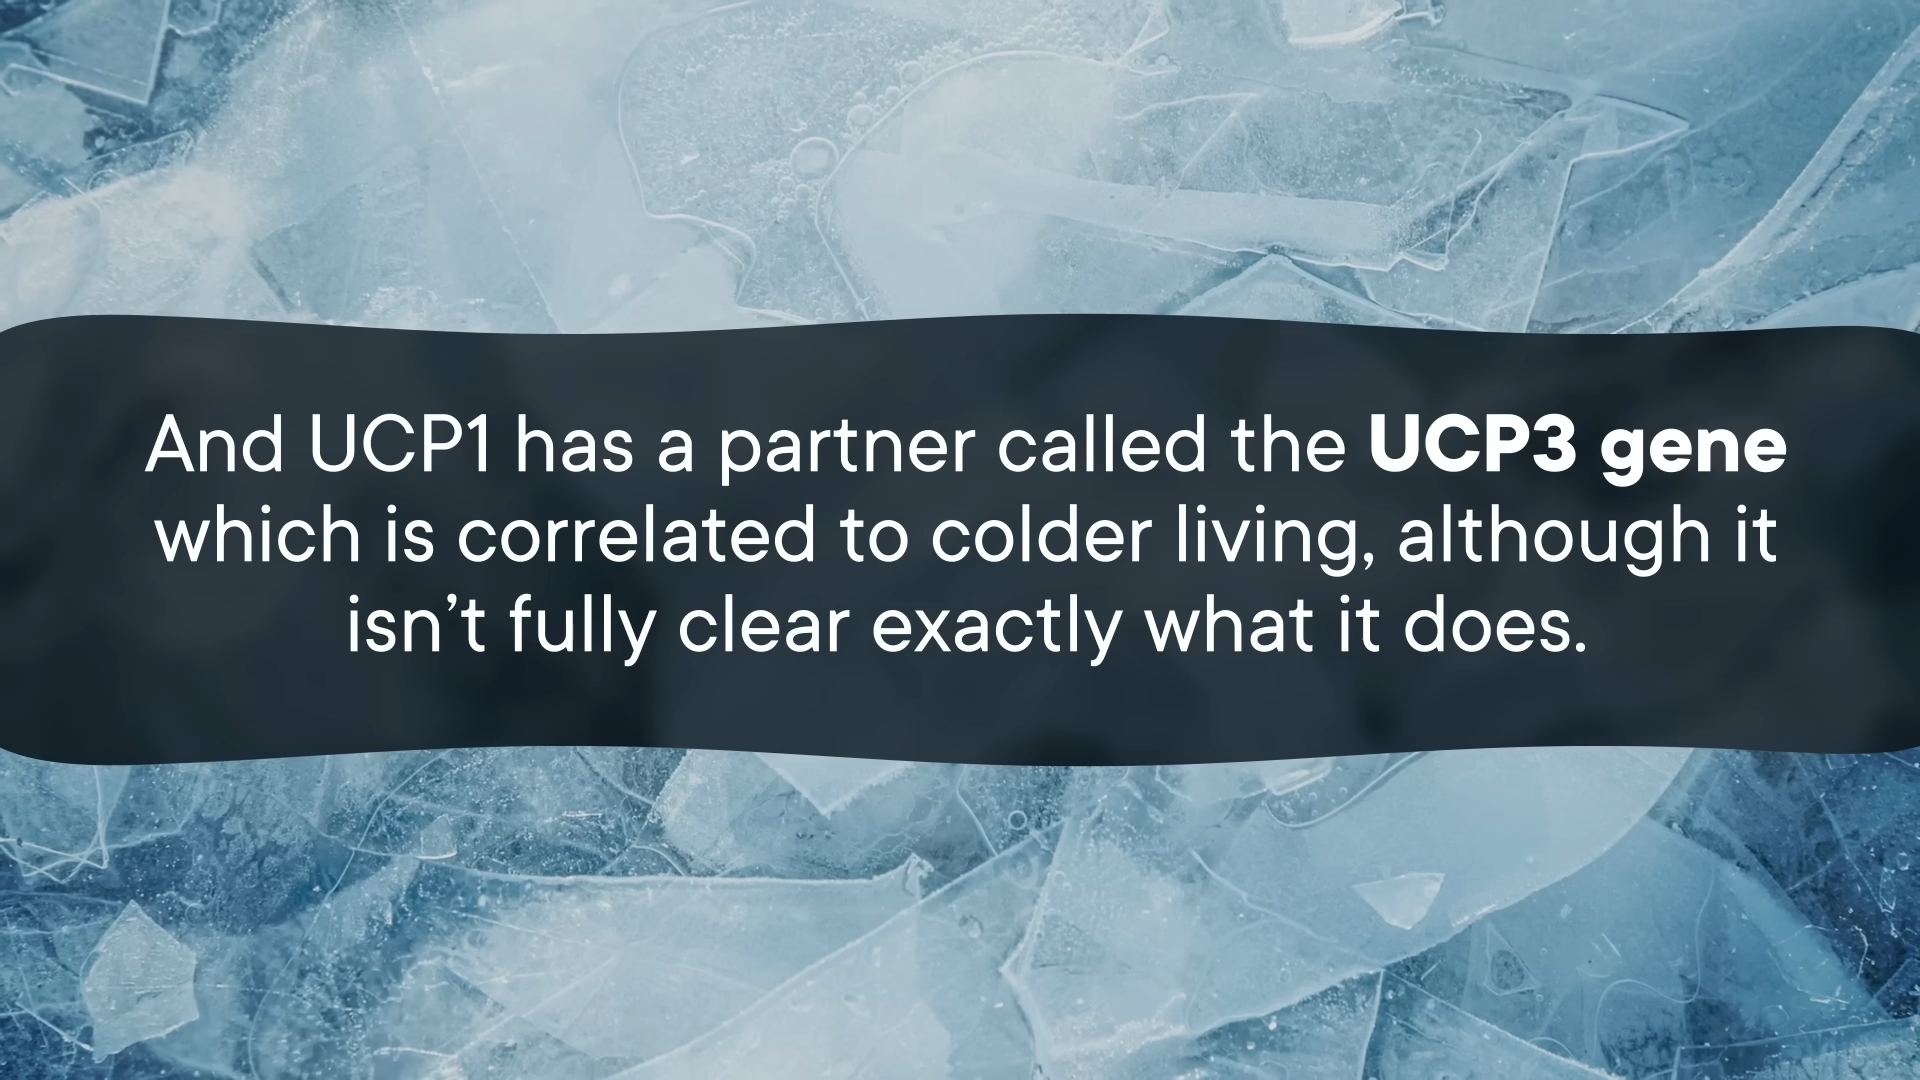 And UCP1 has a partner called the UCP3 gene
which is correlated to colder living, although it
isn’t fully clear exactly what it does.